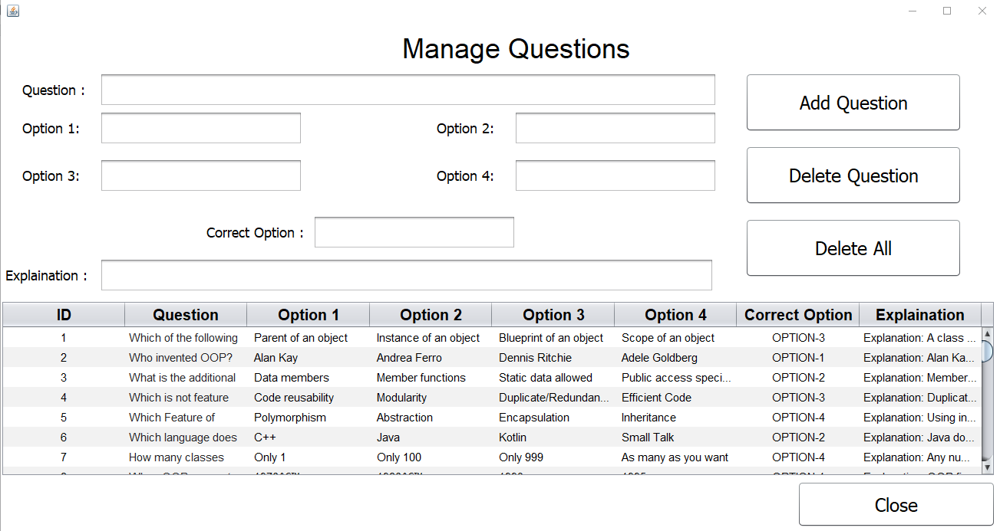 Manage Questions
Question :
Add Question
Option 1:
Option 2:
Delete Question
Option 3:
Option 4:
Correct Option :
Delete All
Explaination :
ID Question Option 1 Option 2 Option 3 Option 4 Correct Option Explaination
1 Which of the following Parent of an object Instance of an object Blueprint of an object Scope of an object OPTION-3 Explanation: A class ...
2 Who invented OOP? Alan Kay Andrea Ferro Dennis Ritchie Adele Goldberg OPTION-1 Explanation: Alan Ka...
3 What is the additional Data members Member functions Static data allowed Public access speci... OPTION-2 Explanation: Member...
4 Which is not feature Code reusability Modularity Duplicate/Redundan... Efficient Code OPTION-3 Explanation: Duplicat...
5 Which Feature of Polymorphism Abstraction Encapsulation Inheritance OPTION-4 Explanation: Using in...
6 Which language does C++ Java Kotlin Small Talk OPTION-2 Explanation: Java do...
7 How many classes Only 1 Only 100 Only 999 As many as you want OPTION-4 Explanation: Any nu...
Close